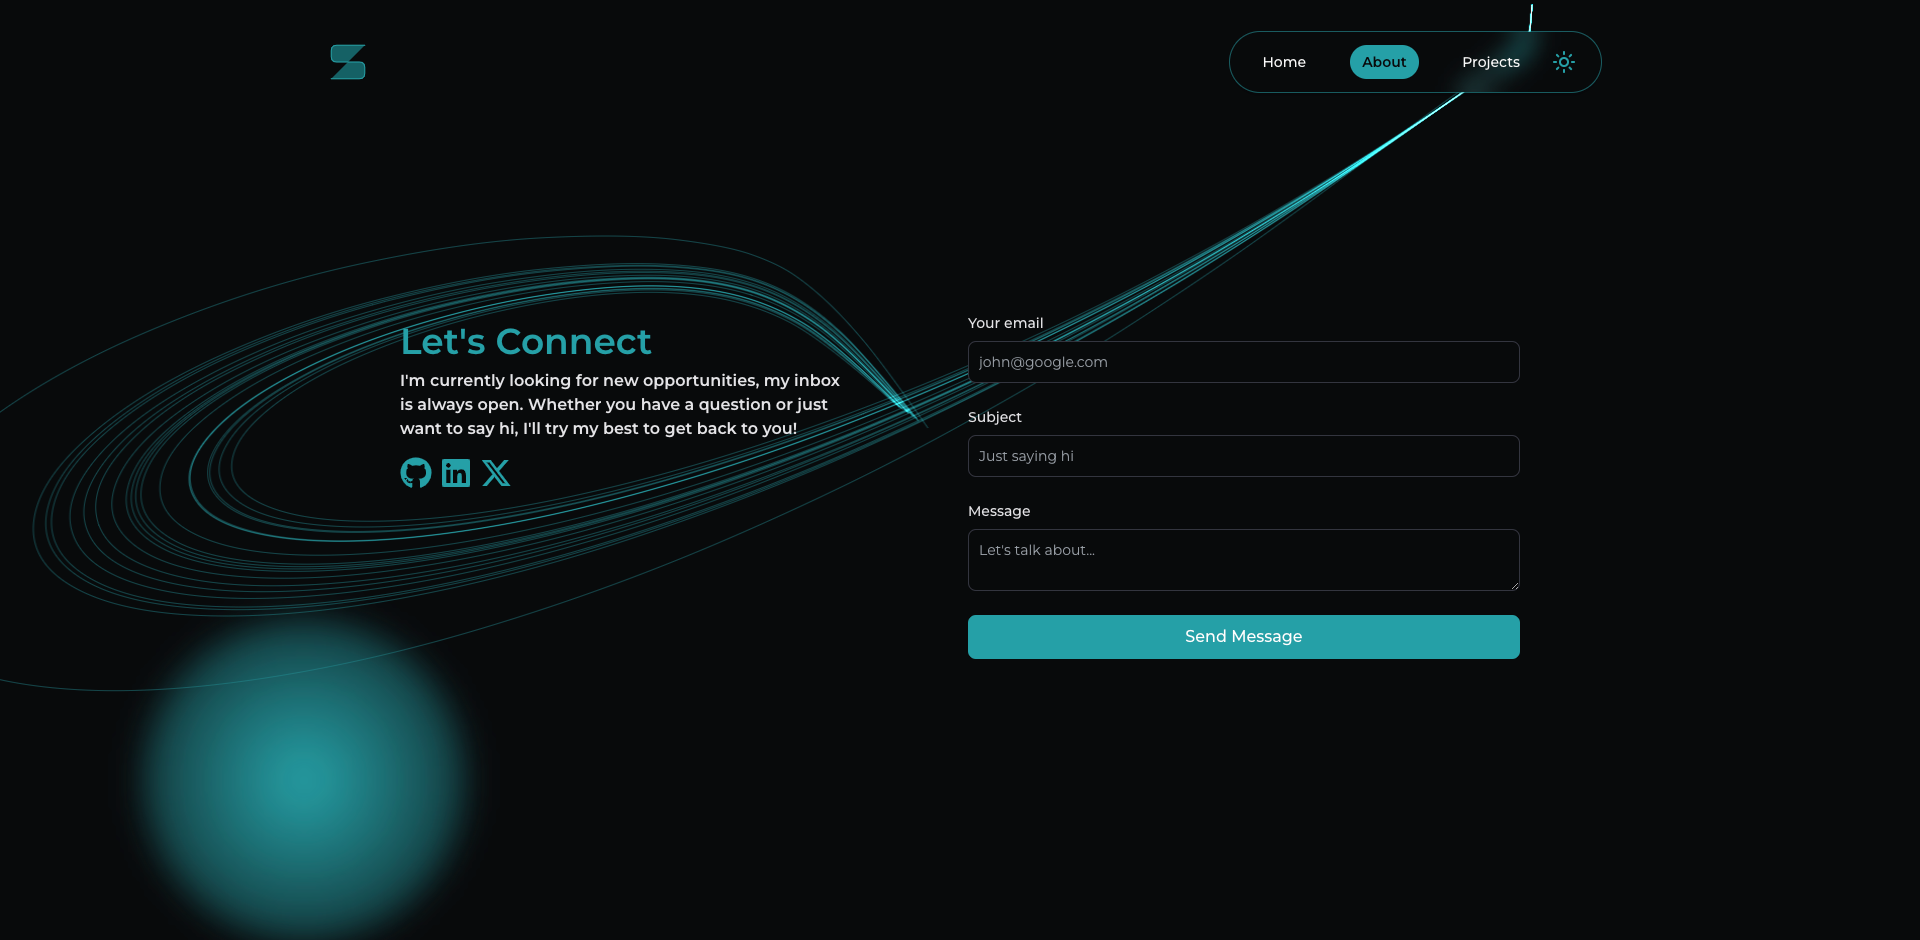 Home
About
Projects
Let's Connect
I'm currently looking for new opportunities, my inbox
is always open. Whether you have a question or just
want to say hi, I'll try my best to get back to you!
Your email
john@google.com
Subject
Just saying hi
Message
Let's talk about...
Send Message